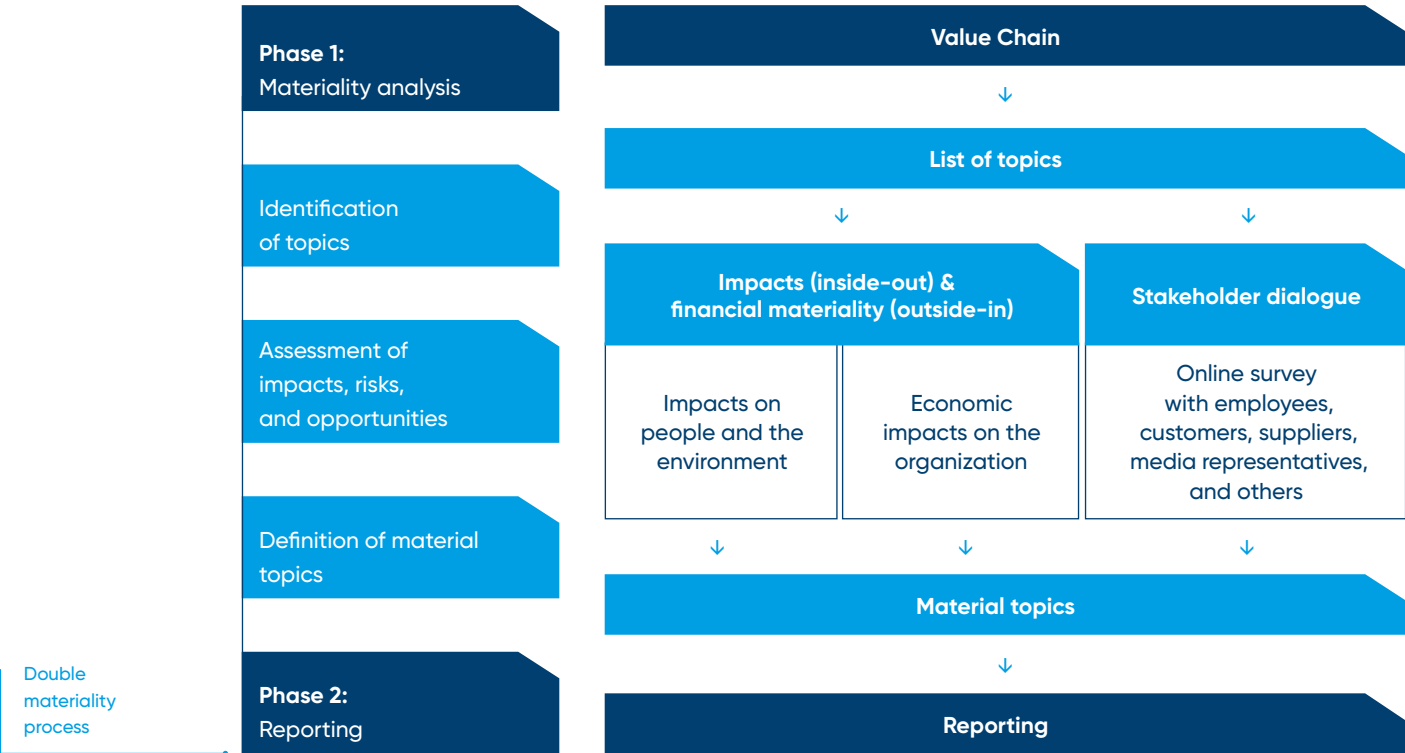 Phase 1:
Materiality analysis
Identification
of topics
Assessment of
impacts, risks,
and opportunities
Definition of material
topics
Phase 2:
Reporting
Double
materiality
process
Value Chain
List of topics
Impacts (inside-out) &
financial materiality (outside-in)
Impacts on
people and the
environment
Economic
impacts on the
organization
Stakeholder dialogue
Online survey
with employees,
customers, suppliers,
media representatives,
and others
Material topics
Reporting